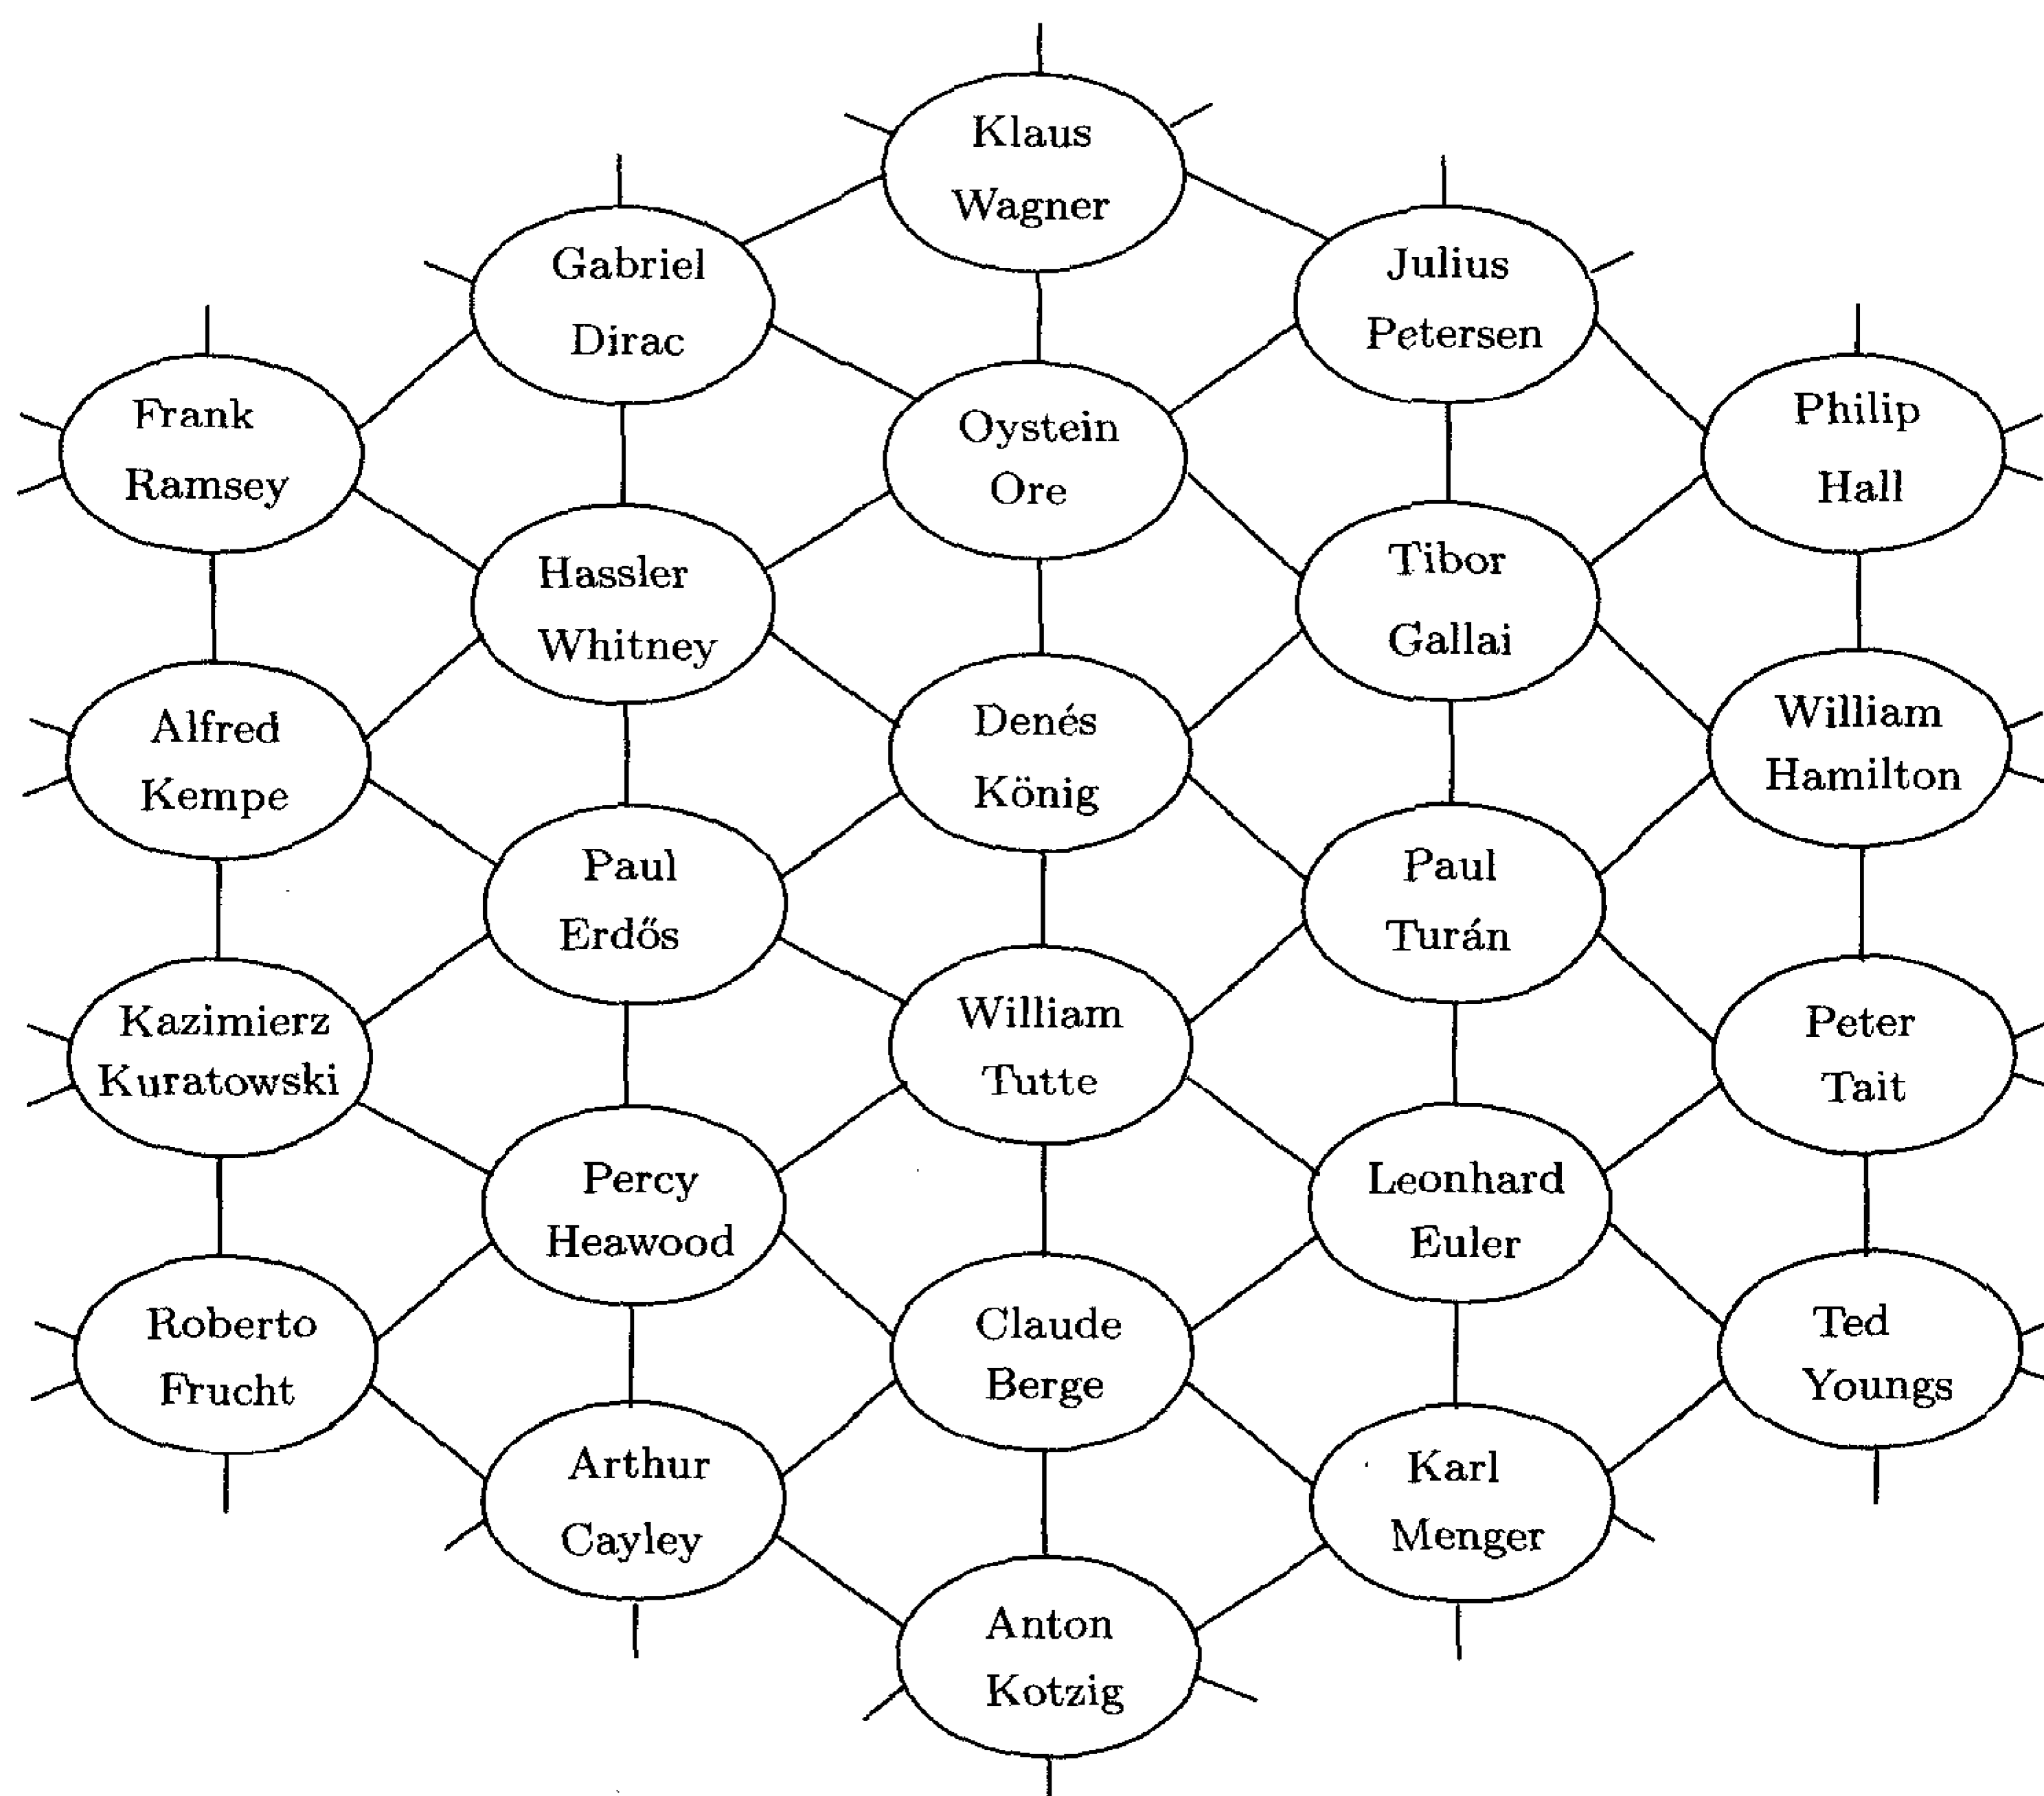 Klaus
Wagner
Gabriel
Dirac
Julius
Petersen
Frank
Ramsey
Oystein
Ore
Philip
Hall
Hassler
Whitney
Tibor
Gallai
Alfred
Kempe
Denés
König
William
Hamilton
Paul
Erdős
Paul
Turán
Kazimierz
Kuratowski
William
Tutte
Peter
Tait
Percy
Heawood
Leonhard
Euler
Roberto
Frucht
Claude
Berge
Ted
Youngs
Arthur
Cayley
Karl
Menger
Anton
Kotzig